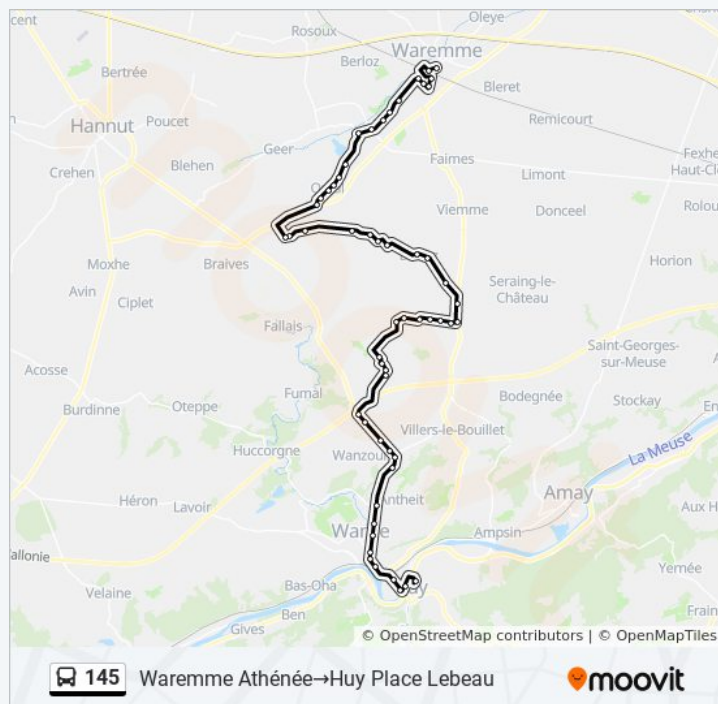 Oleye
Rosoux
Waremme
Berloz
Bertrée
Bleret
Hannut
Poucet
Remicourt
Geer
Blehen
Faimes
Fexhe
Haut-Cl
Crehen
Limont
Rolou
Viemme
Donceel
Moxhe
Braives
Horion
Avin
Seraing-le-
Château
Ciplet
Fallais
Saint-Georges-
sur-Meuse
Acosse
Fumal
Bodegnée
Stockay
Burdinne
Oteppe
En
Villers-le-Bouillet
Huccorgne
Wanzoul
La Meuse
Héron
Lavoir
Antheit
Amay
Aux H
Wanze
Ampsin
allonie
Yernée
Velaine
Bas-Oha
Gives
Ben
Frain
© OpenStreetMap contributors | © OpenMapTiles
145 Waremme Athénée→Huy Place Lebeau
moovit